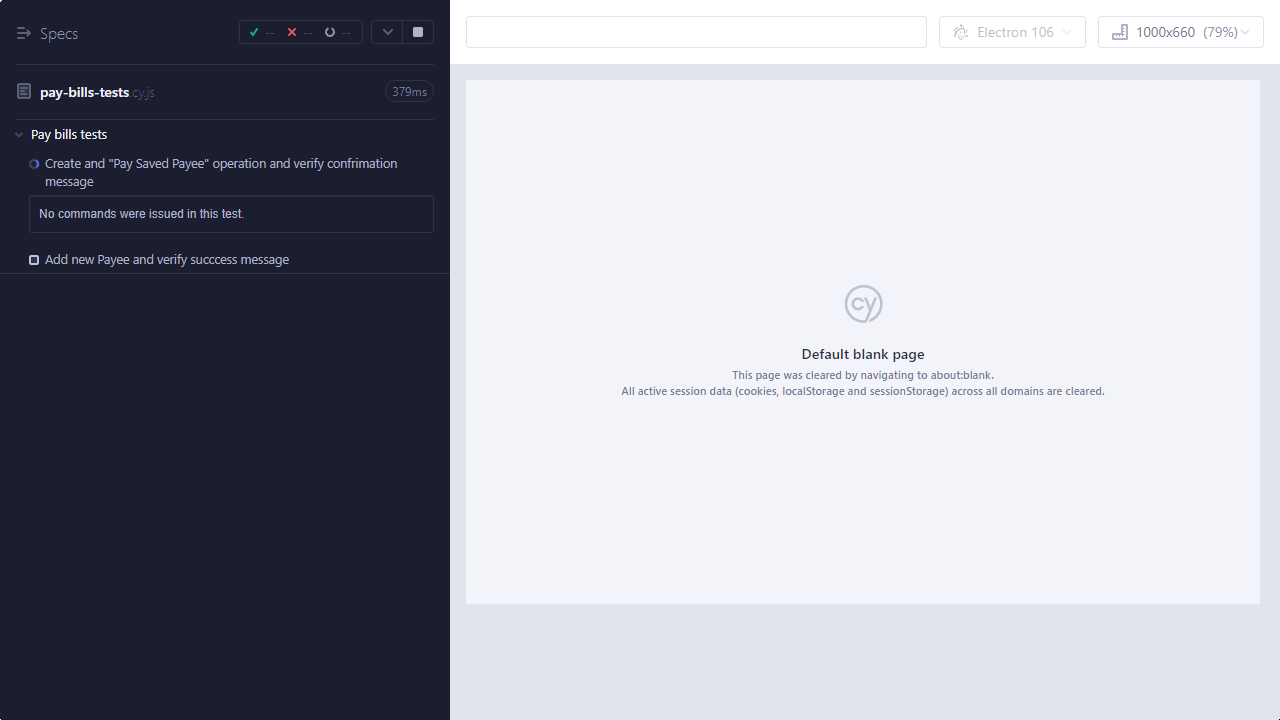 Specs
--
--
--
Electron 106
1000x660 (79%)
pay-bills-tests.cy.js
379ms
Pay bills tests
Create and "Pay Saved Payee" operation and verify confrimation
message
No commands were issued in this test.
Add new Payee and verify succcess message
cy
Default blank page
This page was cleared by navigating to about:blank.
All active session data (cookies, localStorage and sessionStorage) across all domains are cleared.